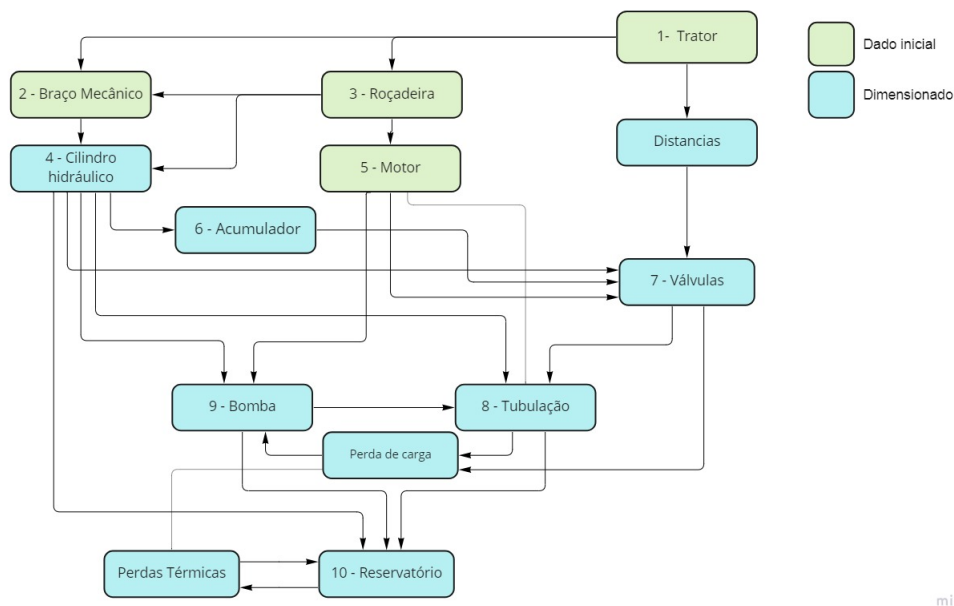 1- Trator
Dado inicial
2 - Braço Mecânico
3 - Roçadeira
Dimensionado
Distancias
4 - Cilindro
hidráulico
5 - Motor
6 - Acumulador
7 - Válvulas
9 - Bomba
8 - Tubulação
Perda de carga
Perdas Térmicas
10 - Reservatório
mi